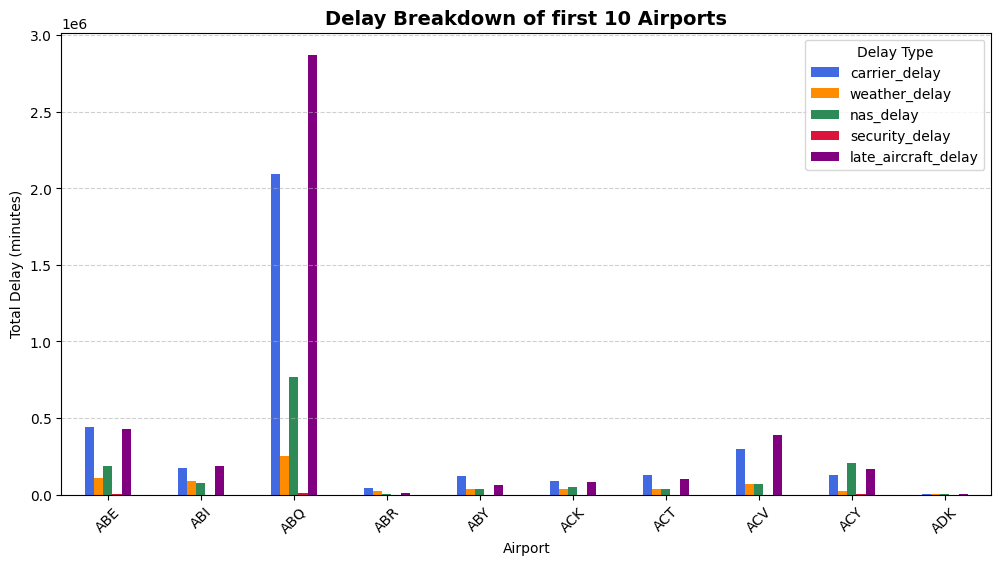 Delay Breakdown of first 10 Airports
1e6
3.0
2.5
2.0
1.5
1.0
0.5
0.0
Total Delay (minutes)
Delay Type
carrier_delay
weather_delay
nas_delay
security_delay
late_aircraft_delay
ABE
ABI
ABQ
ABR
ABY
ACK
ACT
ACV
ACY
ADK
Airport